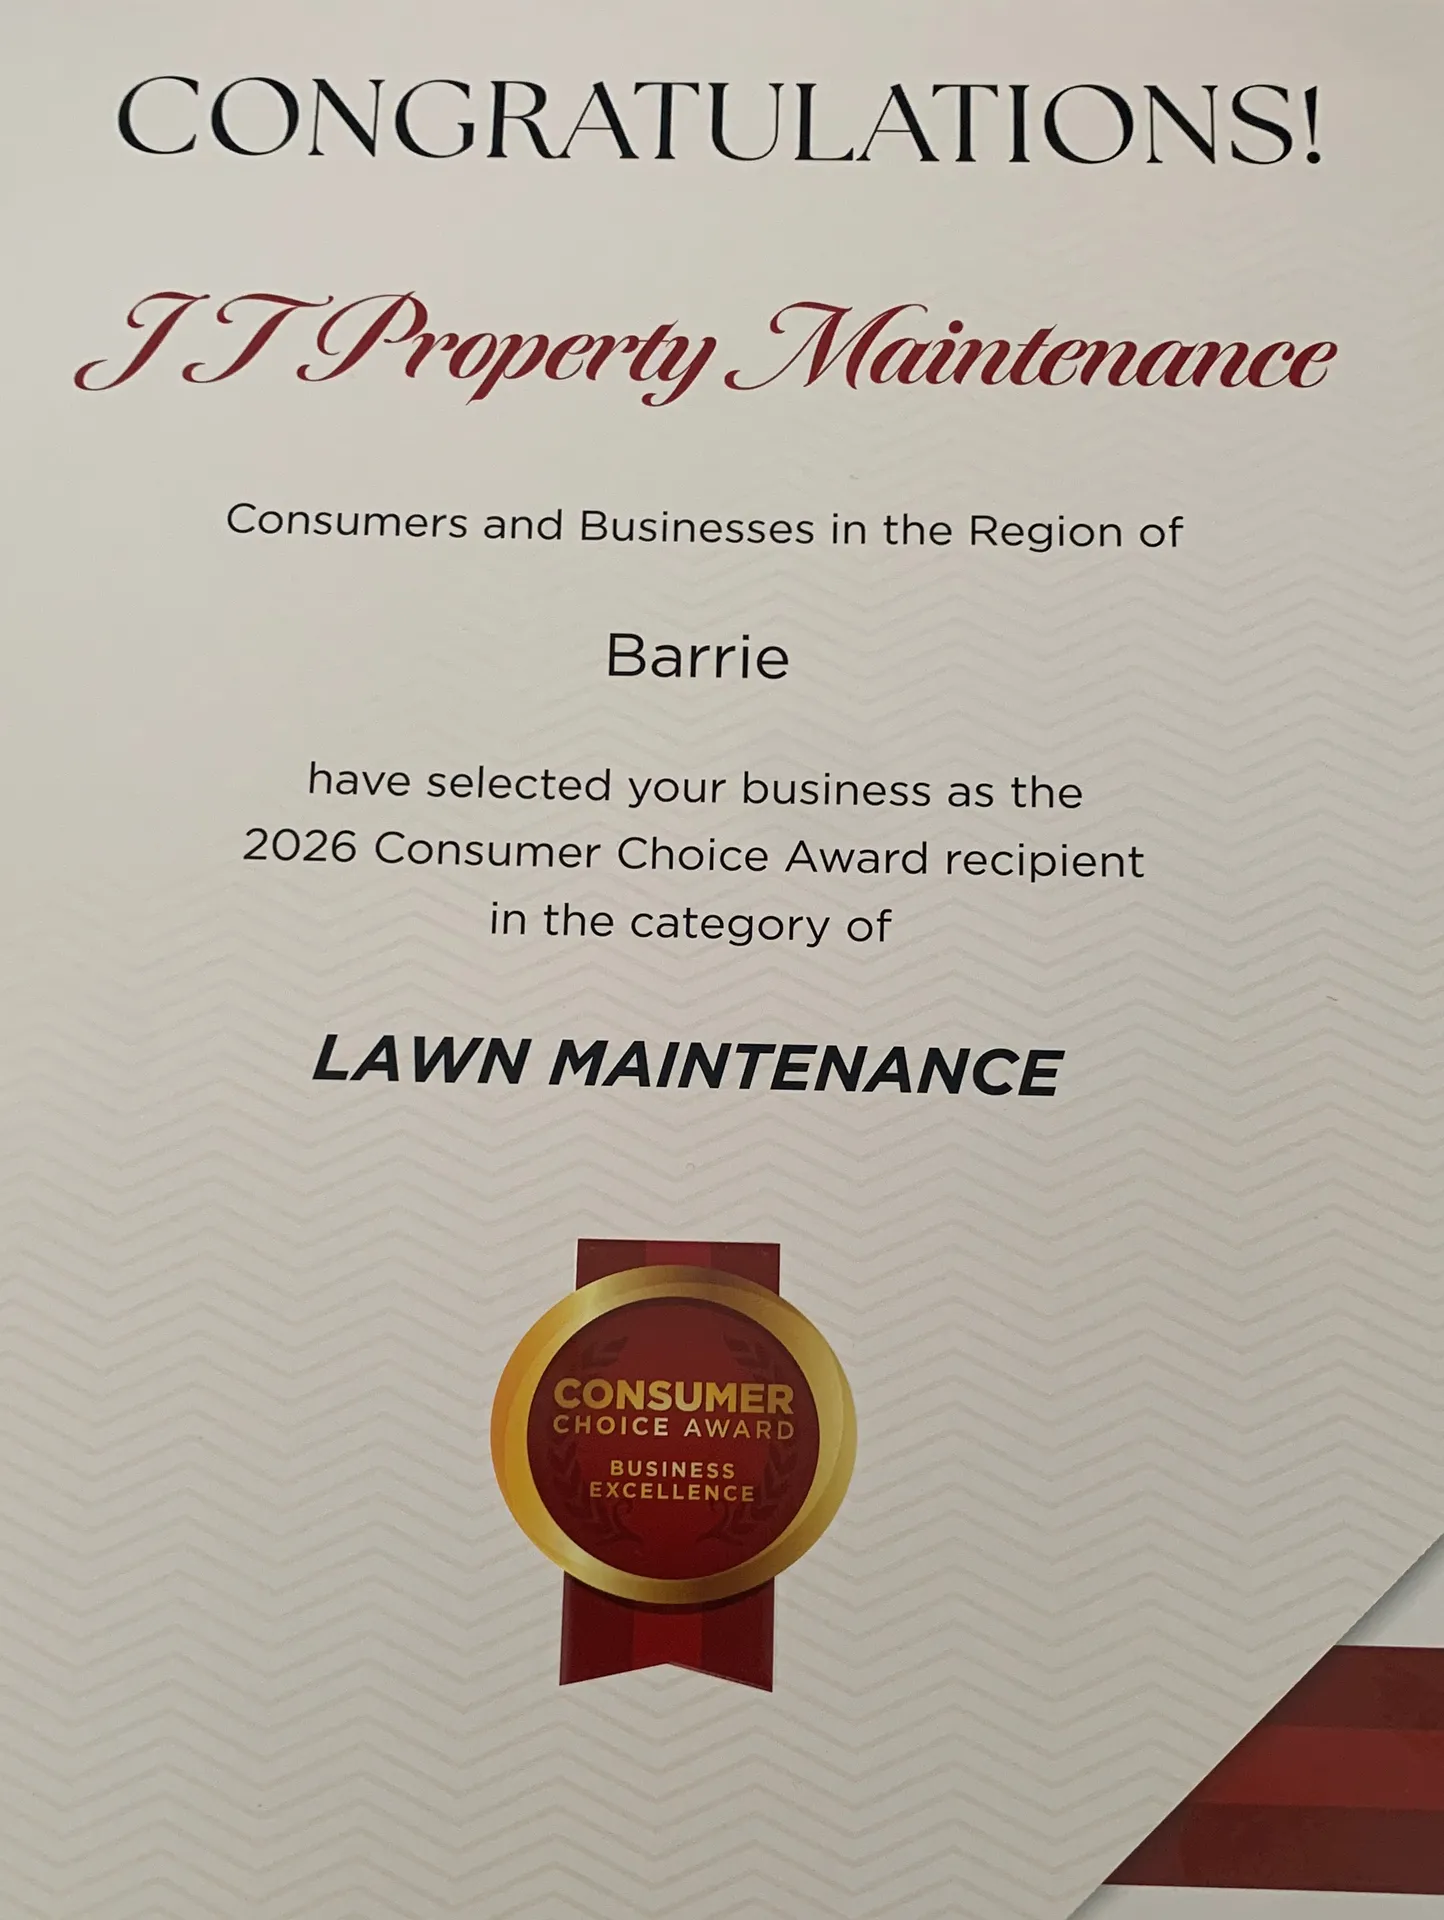 CONGRATULATIONS!
JT Property Maintenance
Consumers and Businesses in the Region of
Barrie
have selected your business as the
2026 Consumer Choice Award recipient
in the category of
LAWN MAINTENANCE
CONSUMER
CHOICE AWARD
BUSINESS
EXCELLENCE